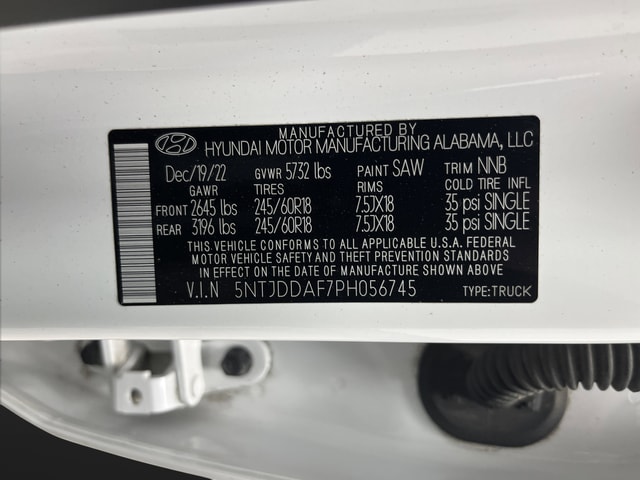 MANUFACTURED BY
HYUNDAI MOTOR MANUFACTURING ALABAMA, LLC
Dec/19/22 GVWR 5732 lbs PAINT SAW TRIM NNB
GAWR TIRES RIMS COLD TIRE INFL
FRONT 2645 lbs 245/60R18 7.5JX18 35 psi SINGLE
REAR 3196 lbs 245/60R18 7.5JX18 35 psi SINGLE
THIS VEHICLE CONFORMS TO ALL APPLICABLE U.S.A. FEDERAL
MOTOR VEHICLE SAFETY AND THEFT PREVENTION STANDARDS
IN EFFECT ON THE DATE OF MANUFACTURE SHOWN ABOVE
V.I.N 5NTJDDAF7PH056745 TYPE:TRUCK